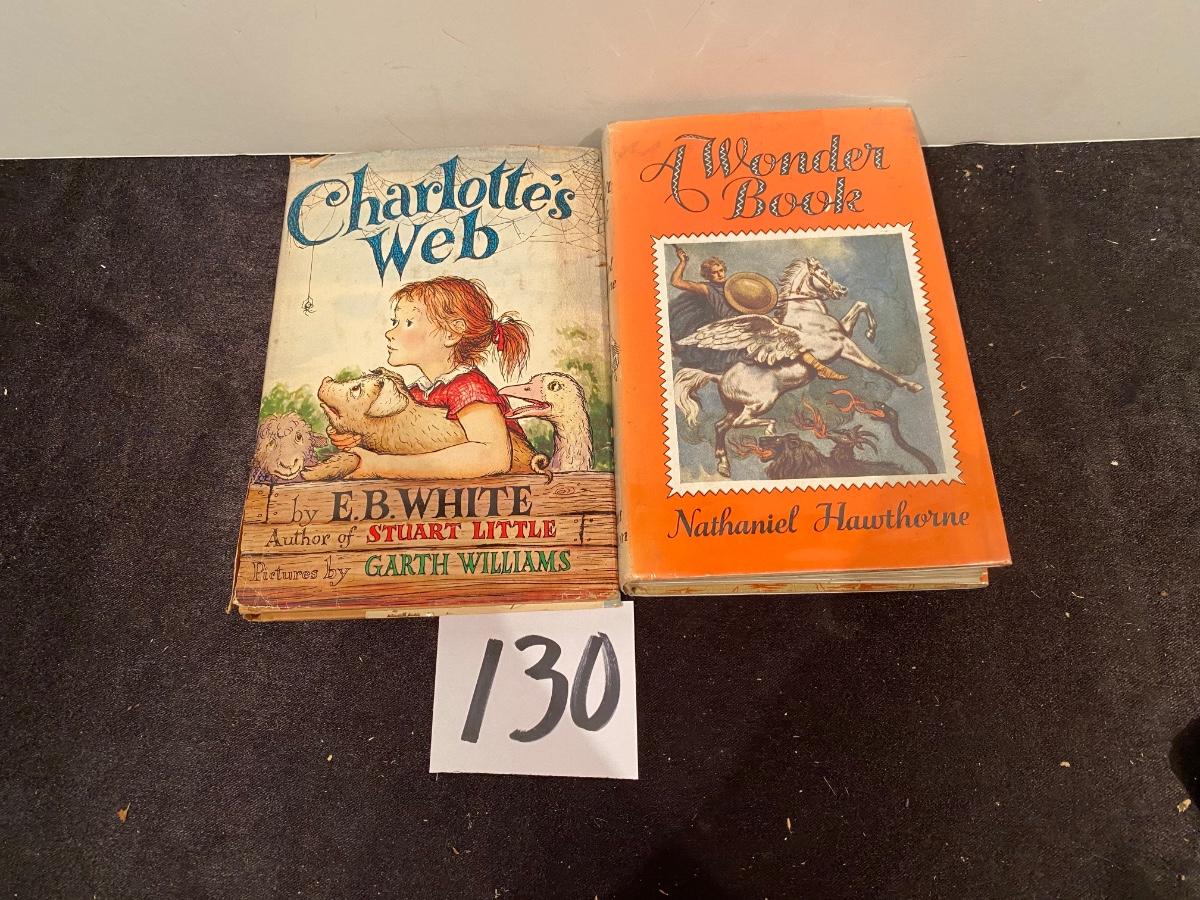 Charlotte's
Web
by E.B. WHITE
Author of STUART LITTLE
Pictures by GARTH WILLIAMS
A Wonder
Book
Nathaniel Hawthorne
130